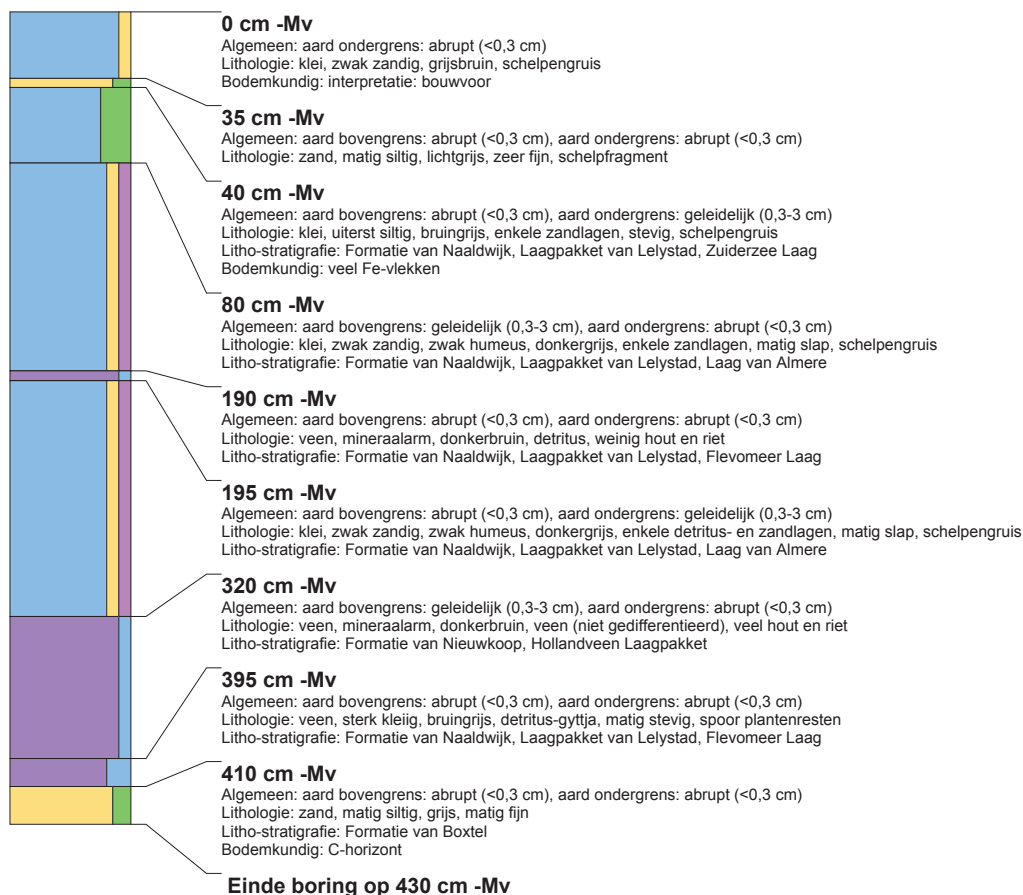 0 cm -Mv
Algemeen: aard ondergrens: abrupt (<0,3 cm)
Lithologie: klei, zwak zandig, grijsbruin, schelpengruis
Bodemkundig: interpretatie: bouwvoor
35 cm -Mv
Algemeen: aard bovengrens: abrupt (<0,3 cm), aard ondergrens: abrupt (<0,3 cm)
Lithologie: zand, matig siltig, lichtgrijs, zeer fijn, schelpfragment
40 cm -Mv
Algemeen: aard bovengrens: abrupt (<0,3 cm), aard ondergrens: geleidelijk (0,3-3 cm)
Lithologie: klei, uiterst siltig, bruingrijs, enkele zandlagen, stevig, schelpengruis
Litho-stratigrafie: Formatie van Naaldwijk, Laagpakket van Lelystad, Zuiderzee Laag
Bodemkundig: veel Fe-vlekken
80 cm -Mv
Algemeen: aard bovengrens: geleidelijk (0,3-3 cm), aard ondergrens: abrupt (<0,3 cm)
Lithologie: klei, zwak zandig, zwak humeus, donkergrijs, enkele zandlagen, matig slap, schelpengruis
Litho-stratigrafie: Formatie van Naaldwijk, Laagpakket van Lelystad, Laag van Almere
190 cm -Mv
Algemeen: aard bovengrens: abrupt (<0,3 cm), aard ondergrens: abrupt (<0,3 cm)
Lithologie: veen, mineraalarm, donkerbruin, detritus, weinig hout en riet
Litho-stratigrafie: Formatie van Naaldwijk, Laagpakket van Lelystad, Flevomeer Laag
195 cm -Mv
Algemeen: aard bovengrens: abrupt (<0,3 cm), aard ondergrens: geleidelijk (0,3-3 cm)
Lithologie: klei, zwak zandig, zwak humeus, donkergrijs, enkele detritus- en zandlagen, matig slap, schelpengruis
Litho-stratigrafie: Formatie van Naaldwijk, Laagpakket van Lelystad, Laag van Almere
320 cm -Mv
Algemeen: aard bovengrens: geleidelijk (0,3-3 cm), aard ondergrens: abrupt (<0,3 cm)
Lithologie: veen, mineraalarm, donkerbruin, veen (niet gedifferentieerd), veel hout en riet
Litho-stratigrafie: Formatie van Nieuwkoop, Hollandveen Laagpakket
395 cm -Mv
Algemeen: aard bovengrens: abrupt (<0,3 cm), aard ondergrens: abrupt (<0,3 cm)
Lithologie: veen, sterk kleiig, bruingrijs, detritus-gyttja, matig stevig, spoor plantenresten
Litho-stratigrafie: Formatie van Naaldwijk, Laagpakket van Lelystad, Flevomeer Laag
410 cm -Mv
Algemeen: aard bovengrens: abrupt (<0,3 cm), aard ondergrens: abrupt (<0,3 cm)
Lithologie: zand, matig siltig, grijs, matig fijn
Litho-stratigrafie: Formatie van Boxtel
Bodemkundig: C-horizont
Einde boring op 430 cm -Mv